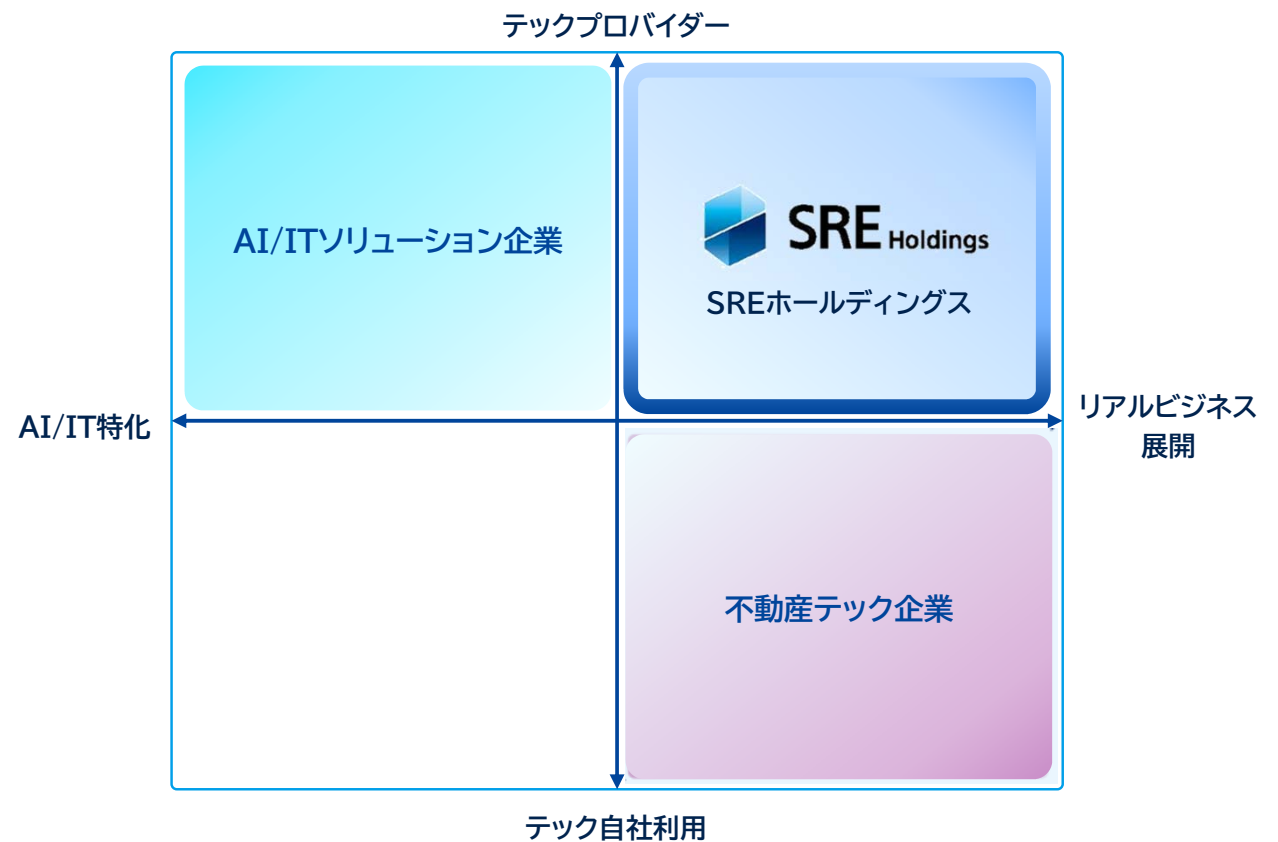 テックプロバイダー
AI/ITソリューション企業
SRE Holdings
SREホールディングス
AI/IT特化
リアルビジネス
展開
不動産テック企業
テック自社利用